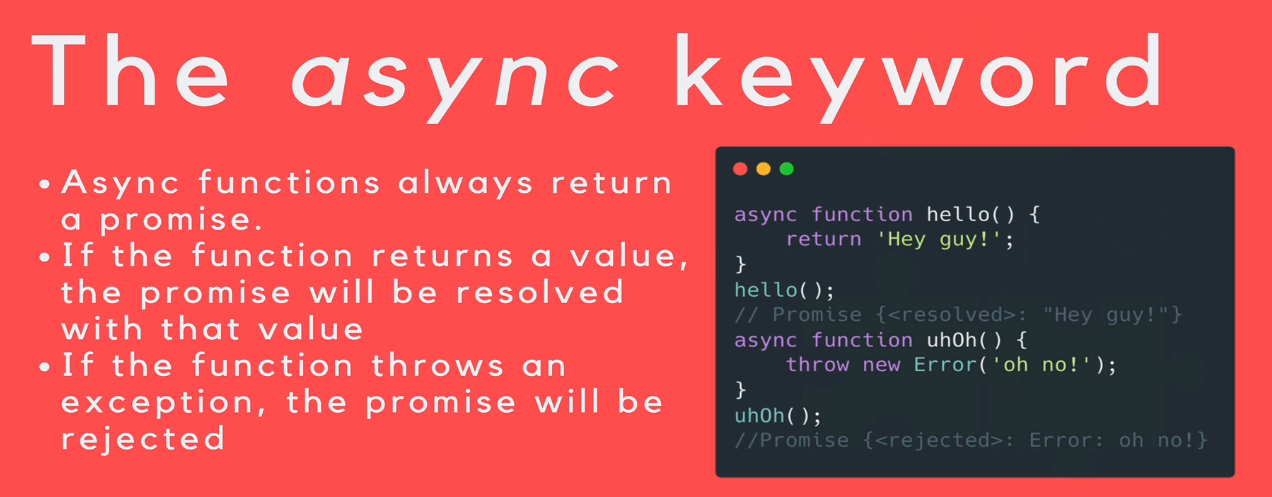 The async keyword
• Async functions always return
a promise.
• If the function returns a value,
the promise will be resolved
with that value
• If the function throws an
exception, the promise will be
rejected
async function hello() {
    return 'Hey guy!';
}
hello();
// Promise {<resolved>: "Hey guy!"}
async function uhOh() {
    throw new Error('oh no!');
}
uhOh();
//Promise {<rejected>: Error: oh no!}